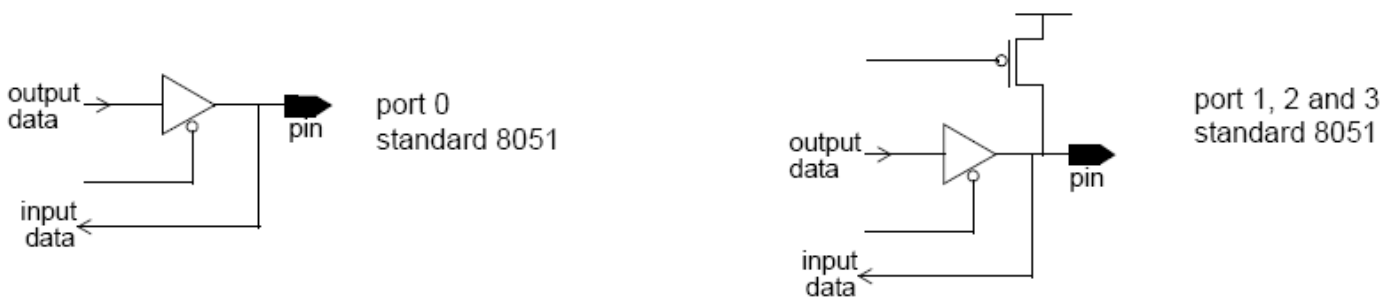 output
data
pin
port 0
standard 8051
input
data
output
data
pin
port 1, 2 and 3
standard 8051
input
data